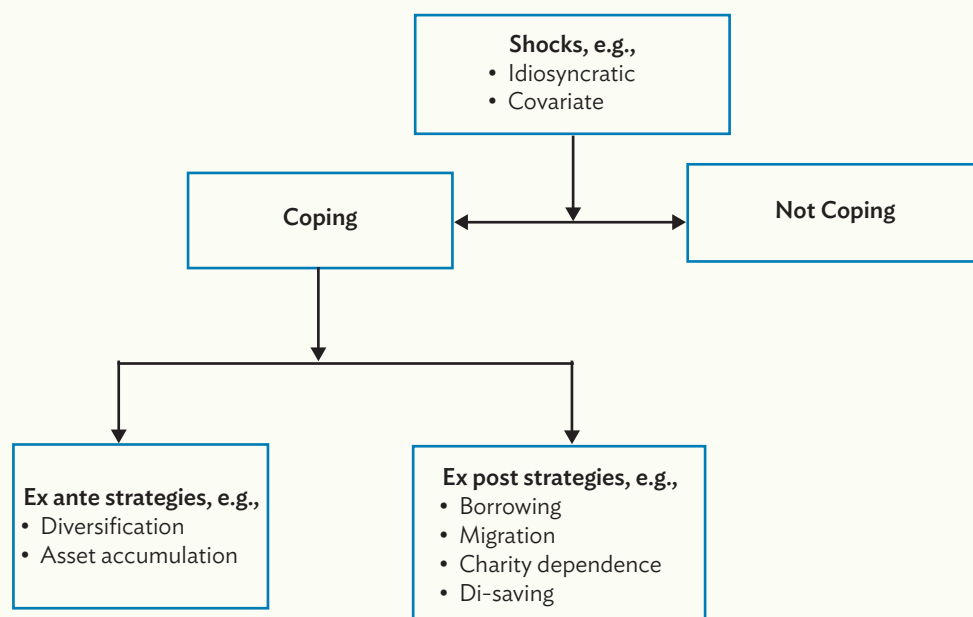 Shocks, e.g.,
• Idiosyncratic
• Covariate
Coping
Not Coping
Ex ante strategies, e.g.,
• Diversification
• Asset accumulation
Ex post strategies, e.g.,
• Borrowing
• Migration
• Charity dependence
• Di-saving